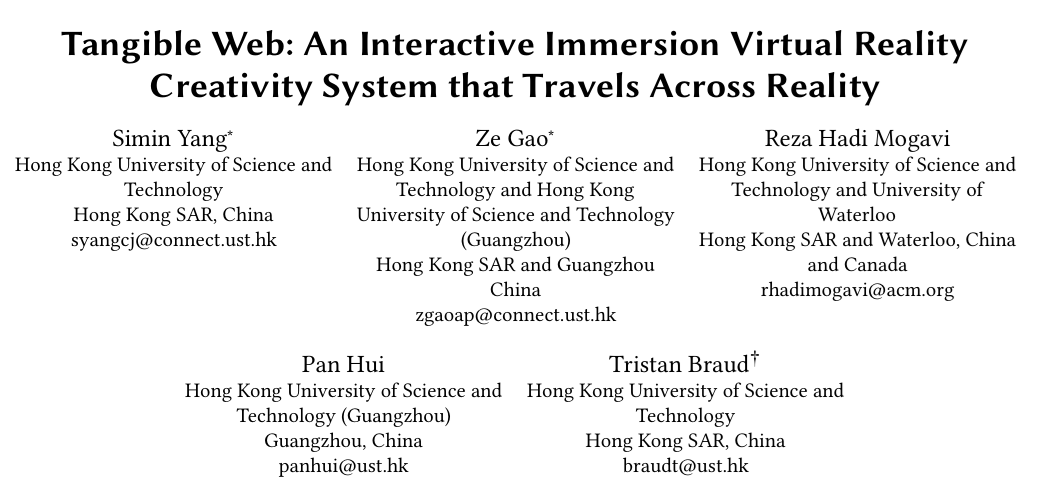 Tangible Web: An Interactive Immersion Virtual Reality
Creativity System that Travels Across Reality
Simin Yang*
Hong Kong University of Science and
Technology
Hong Kong SAR, China
syangcj@connect.ust.hk
Ze Gao*
Hong Kong University of Science and
Technology and Hong Kong
University of Science and Technology
(Guangzhou)
Hong Kong SAR and Guangzhou
China
zgaoap@connect.ust.hk
Reza Hadi Mogavi
Hong Kong University of Science and
Technology and University of
Waterloo
Hong Kong SAR and Waterloo, China
and Canada
rhadimogavi@acm.org
Pan Hui
Hong Kong University of Science and
Technology (Guangzhou)
Guangzhou, China
panhui@ust.hk
Tristan Braud†
Hong Kong University of Science and
Technology
Hong Kong SAR, China
braudt@ust.hk